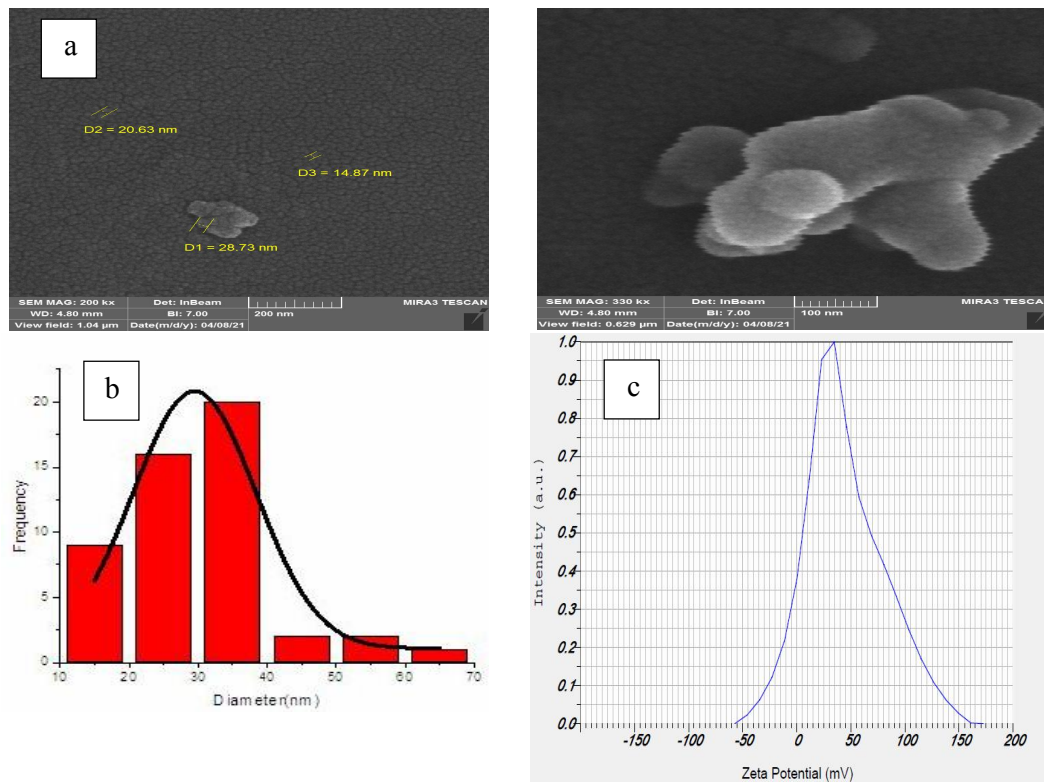 a
D2 = 20.63 nm
D3 = 14.87 nm
D1 = 28.73 nm
SEM MAG: 200 kx Det: InBeam MIRA3 TESCAN
WD: 4.80 mm BI: 7.00 200 nm
View field: 1.04 µm Date(m/d/y): 04/08/21
SEM MAG: 330 kx Det: InBeam MIRA3 TESCAN
WD: 4.80 mm BI: 7.00 100 nm
View field: 0.629 µm Date(m/d/y): 04/08/21
b
Frequency
20
15
10
5
0
10 20 30 40 50 60 70
Diameter(nm)
c
Intensity (a.u.)
1.0
0.9
0.8
0.7
0.6
0.5
0.4
0.3
0.2
0.1
0.0
-150 -100 -50 0 50 100 150 200
Zeta Potential (mV)